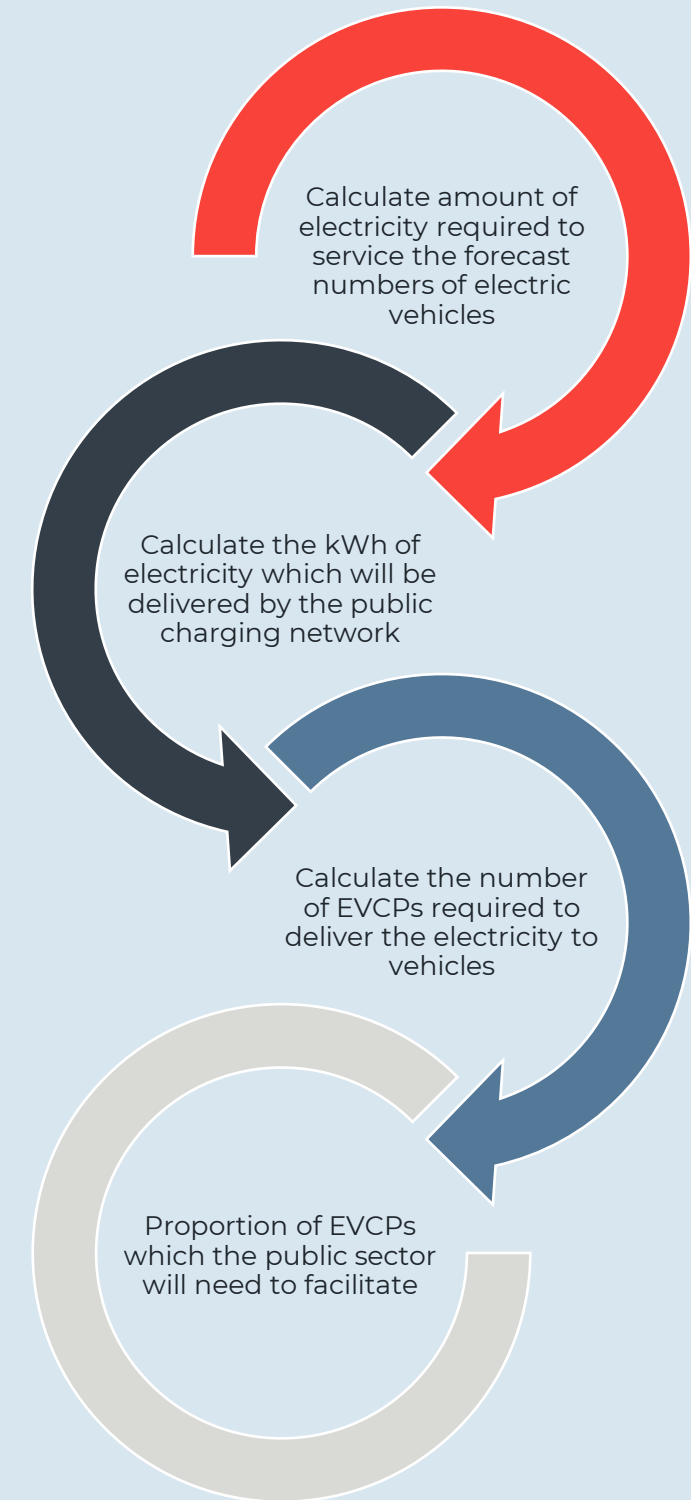 Calculate amount of
electricity required to
service the forecast
numbers of electric
vehicles
Calculate the kWh of
electricity which will be
delivered by the public
charging network
Calculate the number
of EVCPs required to
deliver the electricity to
vehicles
Proportion of EVCPs
which the public sector
will need to facilitate